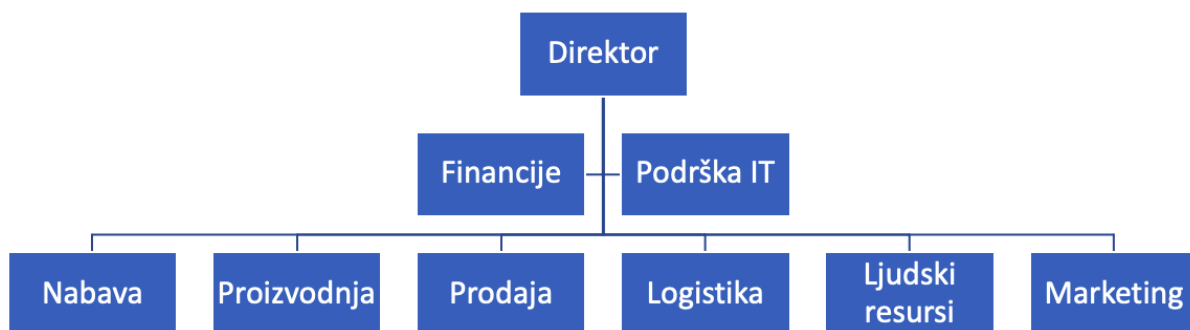 Direktor
Financije
Podrška IT
Nabava
Proizvodnja
Prodaja
Logistika
Ljudski
resursi
Marketing